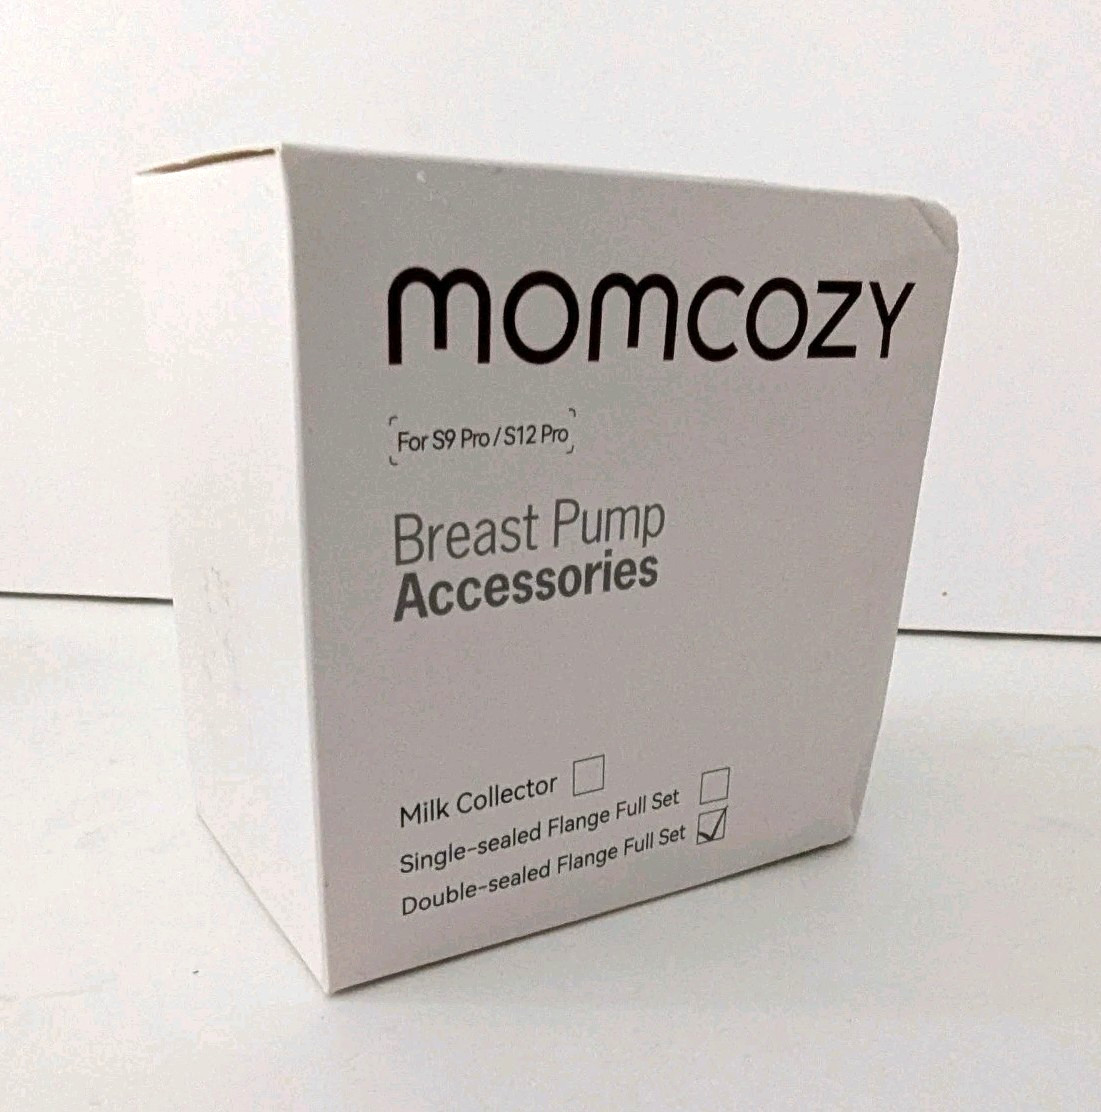 momcozy
For S9 Pro/S12 Pro
Breast Pump
Accessories
Milk Collector
Single-sealed Flange Full Set
Double-sealed Flange Full Set